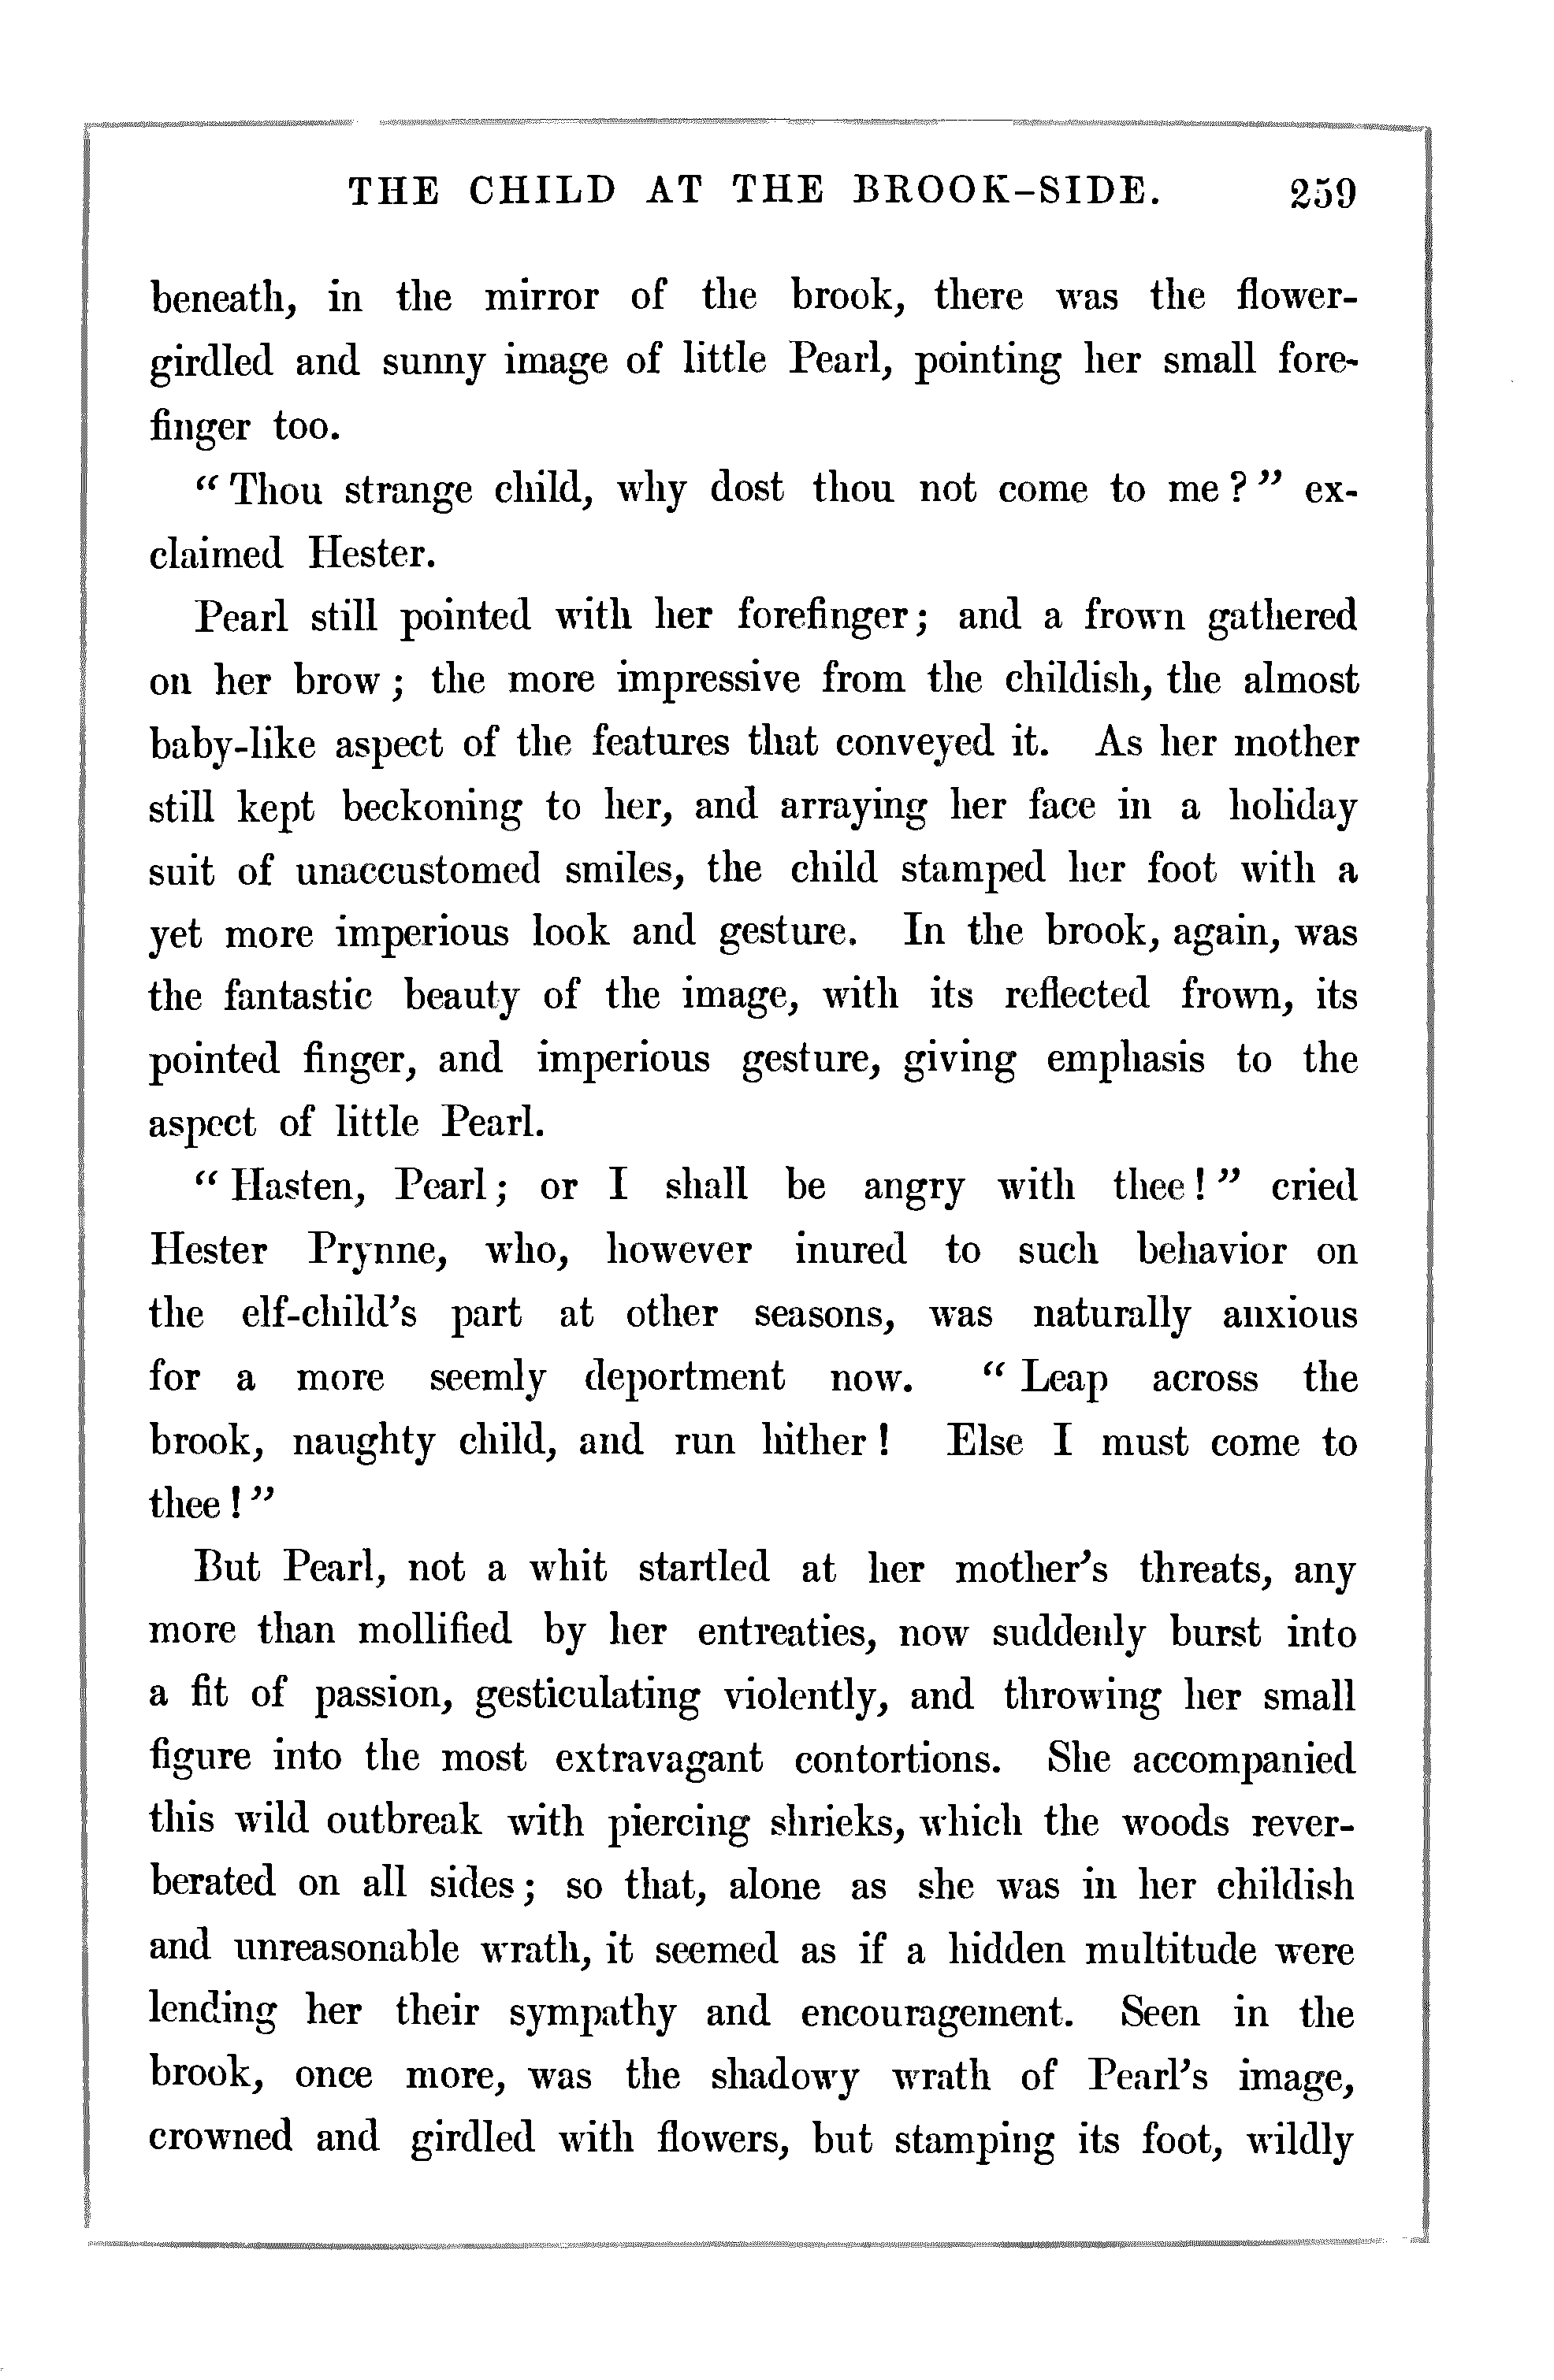 THE CHILD AT THE BROOK-SIDE. 259
beneath, in the mirror of the brook, there was the flower-
girdled and sunny image of little Pearl, pointing her small fore-
finger too.
“Thou strange child, why dost thou not come to me?” ex-
claimed Hester.
Pearl still pointed with her forefinger; and a frown gathered
on her brow; the more impressive from the childish, the almost
baby-like aspect of the features that conveyed it. As her mother
still kept beckoning to her, and arraying her face in a holiday
suit of unaccustomed smiles, the child stamped her foot with a
yet more imperious look and gesture. In the brook, again, was
the fantastic beauty of the image, with its reflected frown, its
pointed finger, and imperious gesture, giving emphasis to the
aspect of little Pearl.
“Hasten, Pearl; or I shall be angry with thee!” cried
Hester Prynne, who, however inured to such behavior on
the elf-child’s part at other seasons, was naturally anxious
for a more seemly deportment now. “Leap across the
brook, naughty child, and run hither! Else I must come to
thee!”
But Pearl, not a whit startled at her mother’s threats, any
more than mollified by her entreaties, now suddenly burst into
a fit of passion, gesticulating violently, and throwing her small
figure into the most extravagant contortions. She accompanied
this wild outbreak with piercing shrieks, which the woods rever-
berated on all sides; so that, alone as she was in her childish
and unreasonable wrath, it seemed as if a hidden multitude were
lending her their sympathy and encouragement. Seen in the
brook, once more, was the shadowy wrath of Pearl’s image,
crowned and girdled with flowers, but stamping its foot, wildly